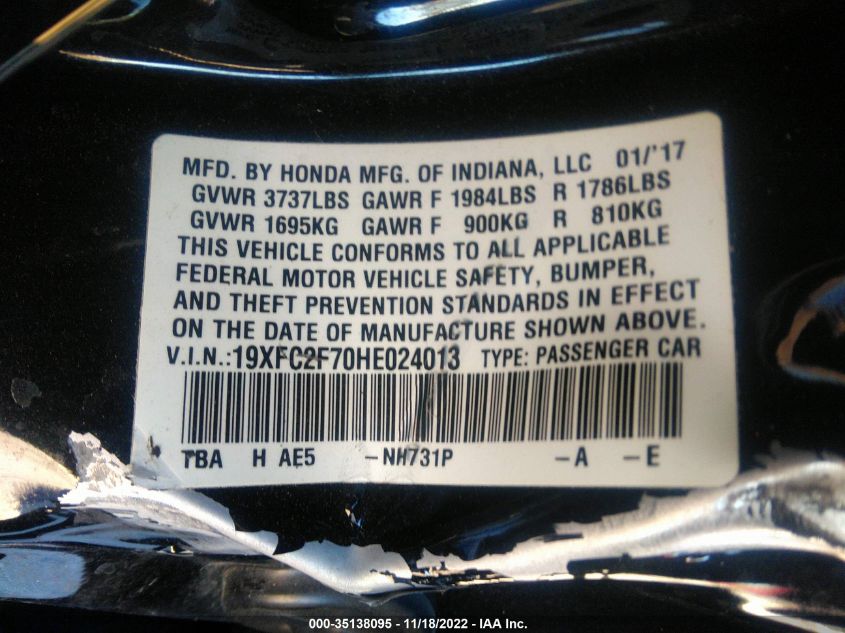 MFD. BY HONDA MFG. OF INDIANA, LLC 01/'17
GVWR 3737LBS GAWR F 1984LBS R 1786LBS
GVWR 1695KG GAWR F 900KG R 810KG
THIS VEHICLE CONFORMS TO ALL APPLICABLE
FEDERAL MOTOR VEHICLE SAFETY, BUMPER,
AND THEFT PREVENTION STANDARDS IN EFFECT
ON THE DATE OF MANUFACTURE SHOWN ABOVE.
V.I.N.:19XFC2F70HE024013 TYPE: PASSENGER CAR
TBA H AE5 -NH731P -A -E
000-35138095 - 11/18/2022 - IAA Inc.